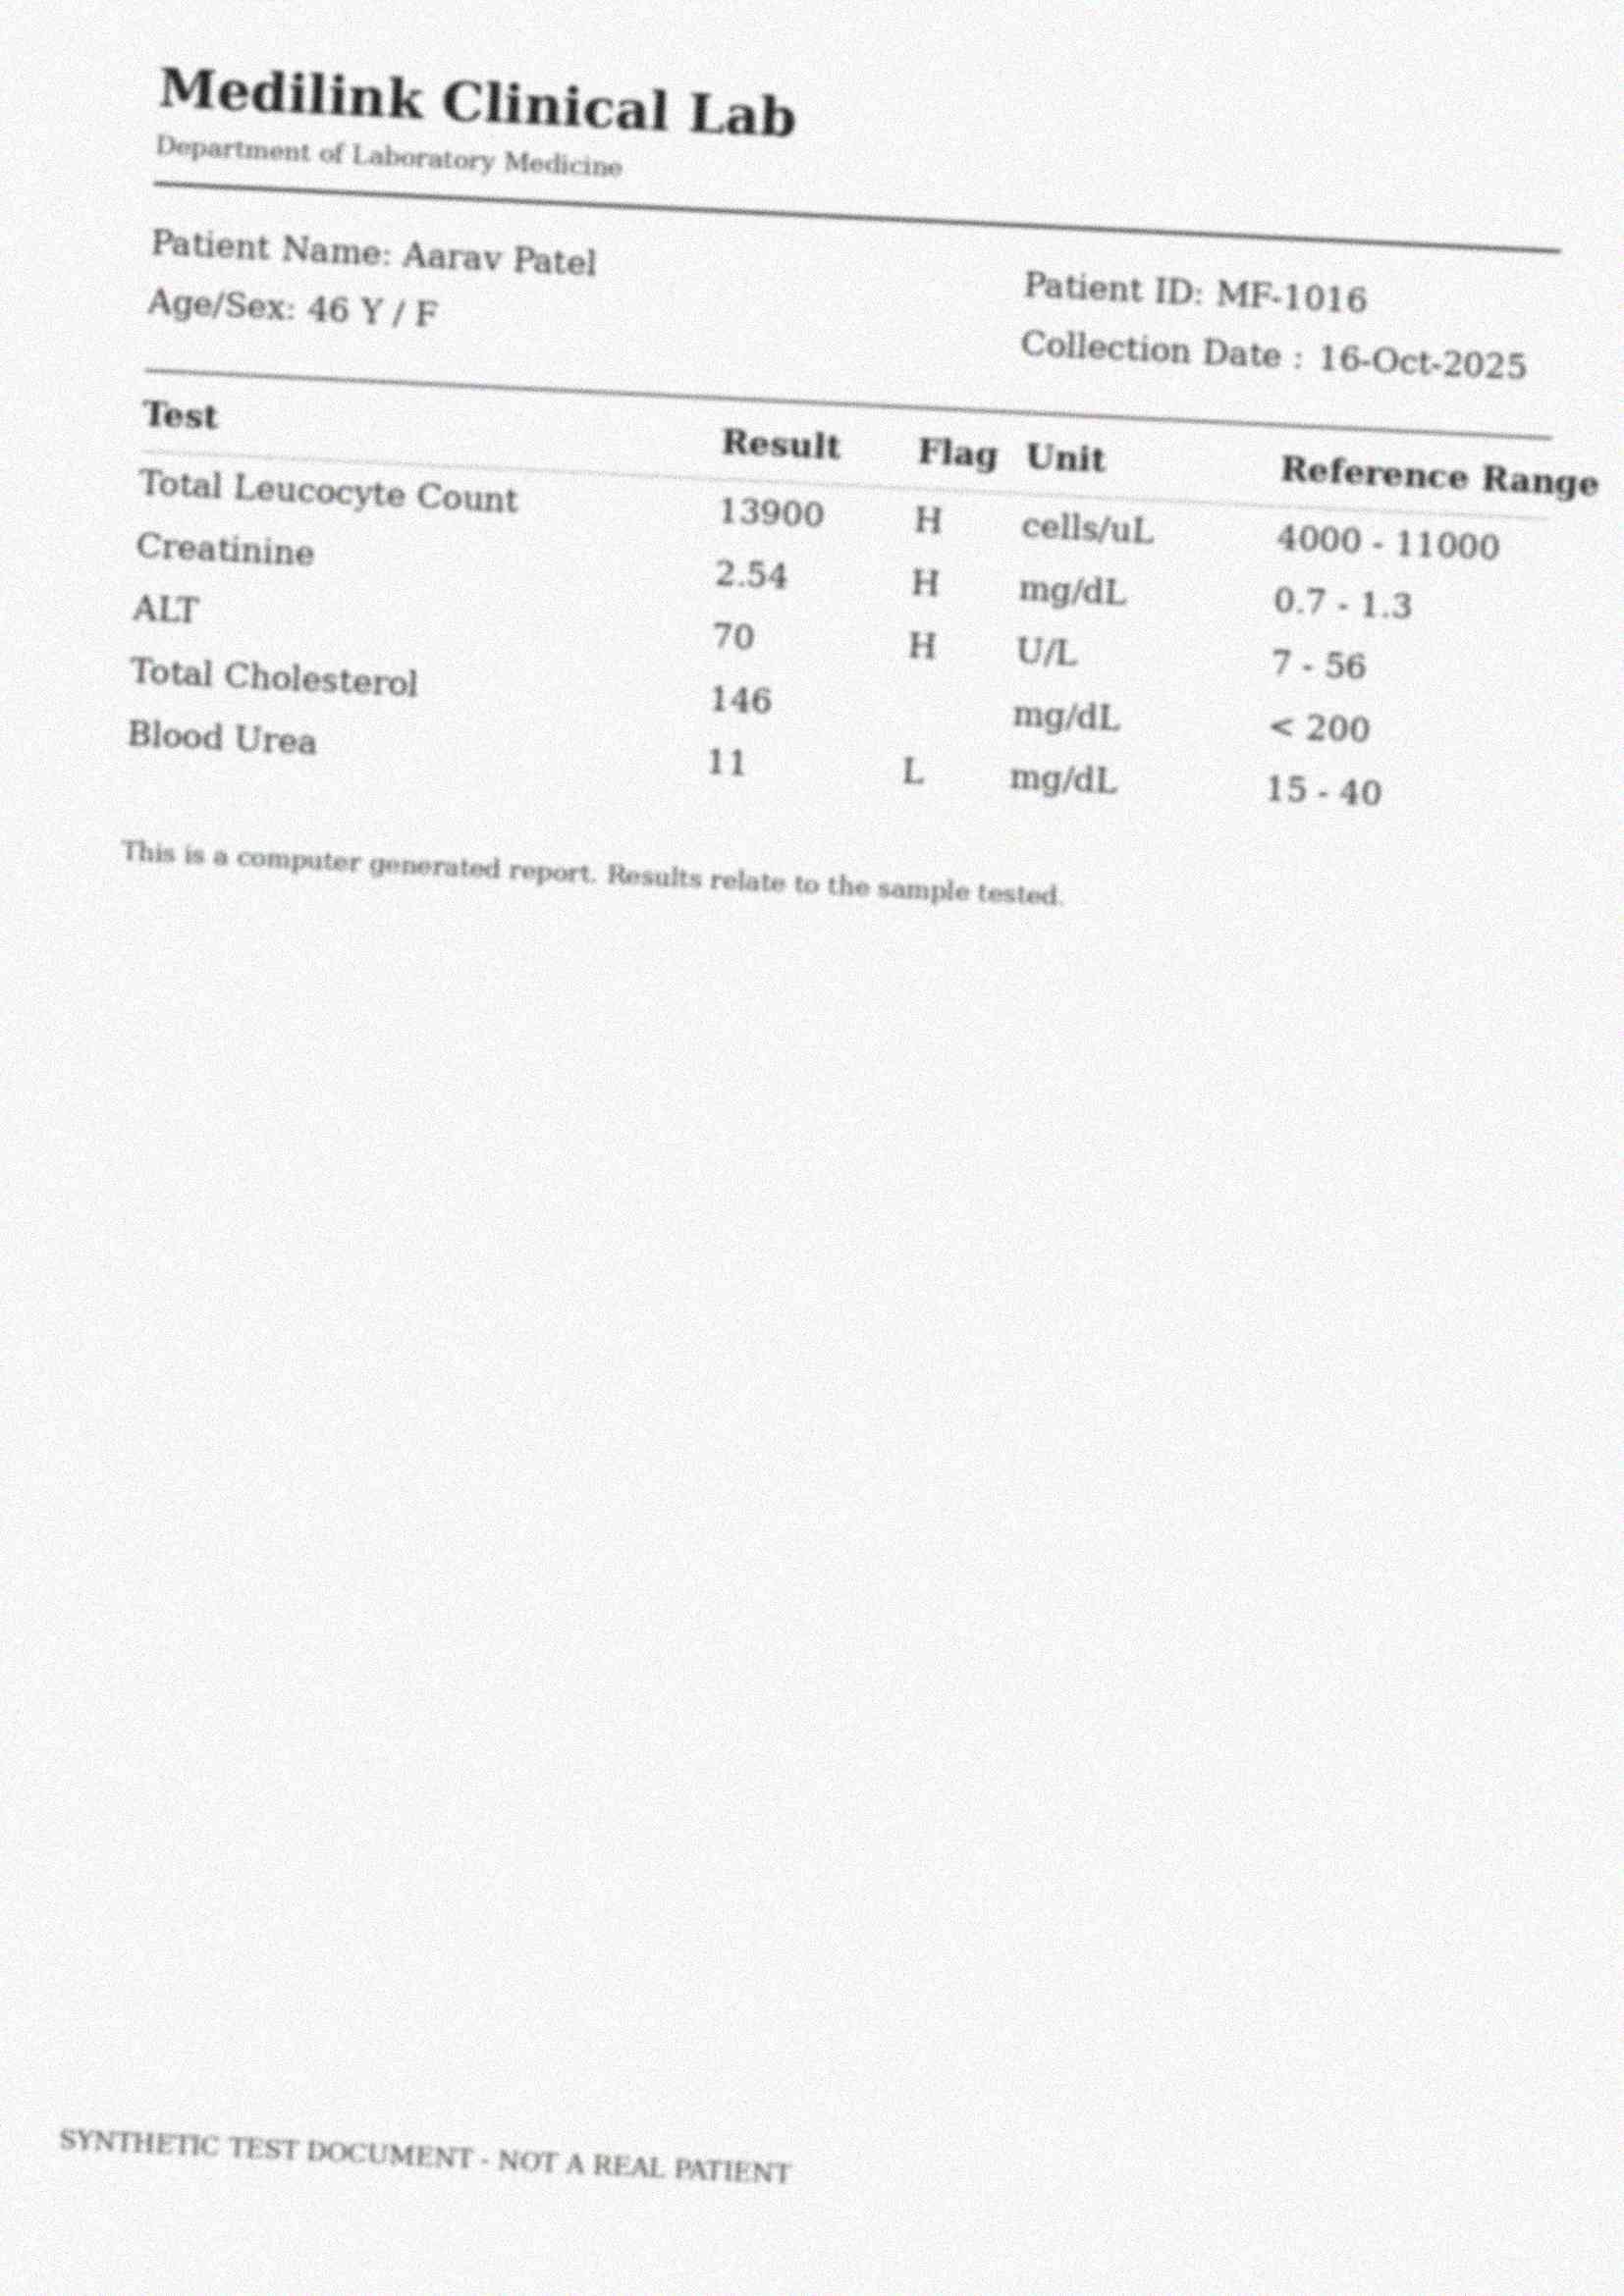 Medilink Clinical Lab
Department of Laboratory Medicine
Patient Name: Aarav Patel
Patient ID: MF-1016
Age/Sex: 46 Y / F
Collection Date : 16-Oct-2025
Test Result Flag Unit Reference Range
Total Leucocyte Count 13900 H cells/uL 4000 - 11000
Creatinine 2.54 H mg/dL 0.7 - 1.3
ALT 70 H U/L 7 - 56
Total Cholesterol 146 mg/dL < 200
Blood Urea 11 L mg/dL 15 - 40
This is a computer generated report. Results relate to the sample tested.
SYNTHETIC TEST DOCUMENT - NOT A REAL PATIENT